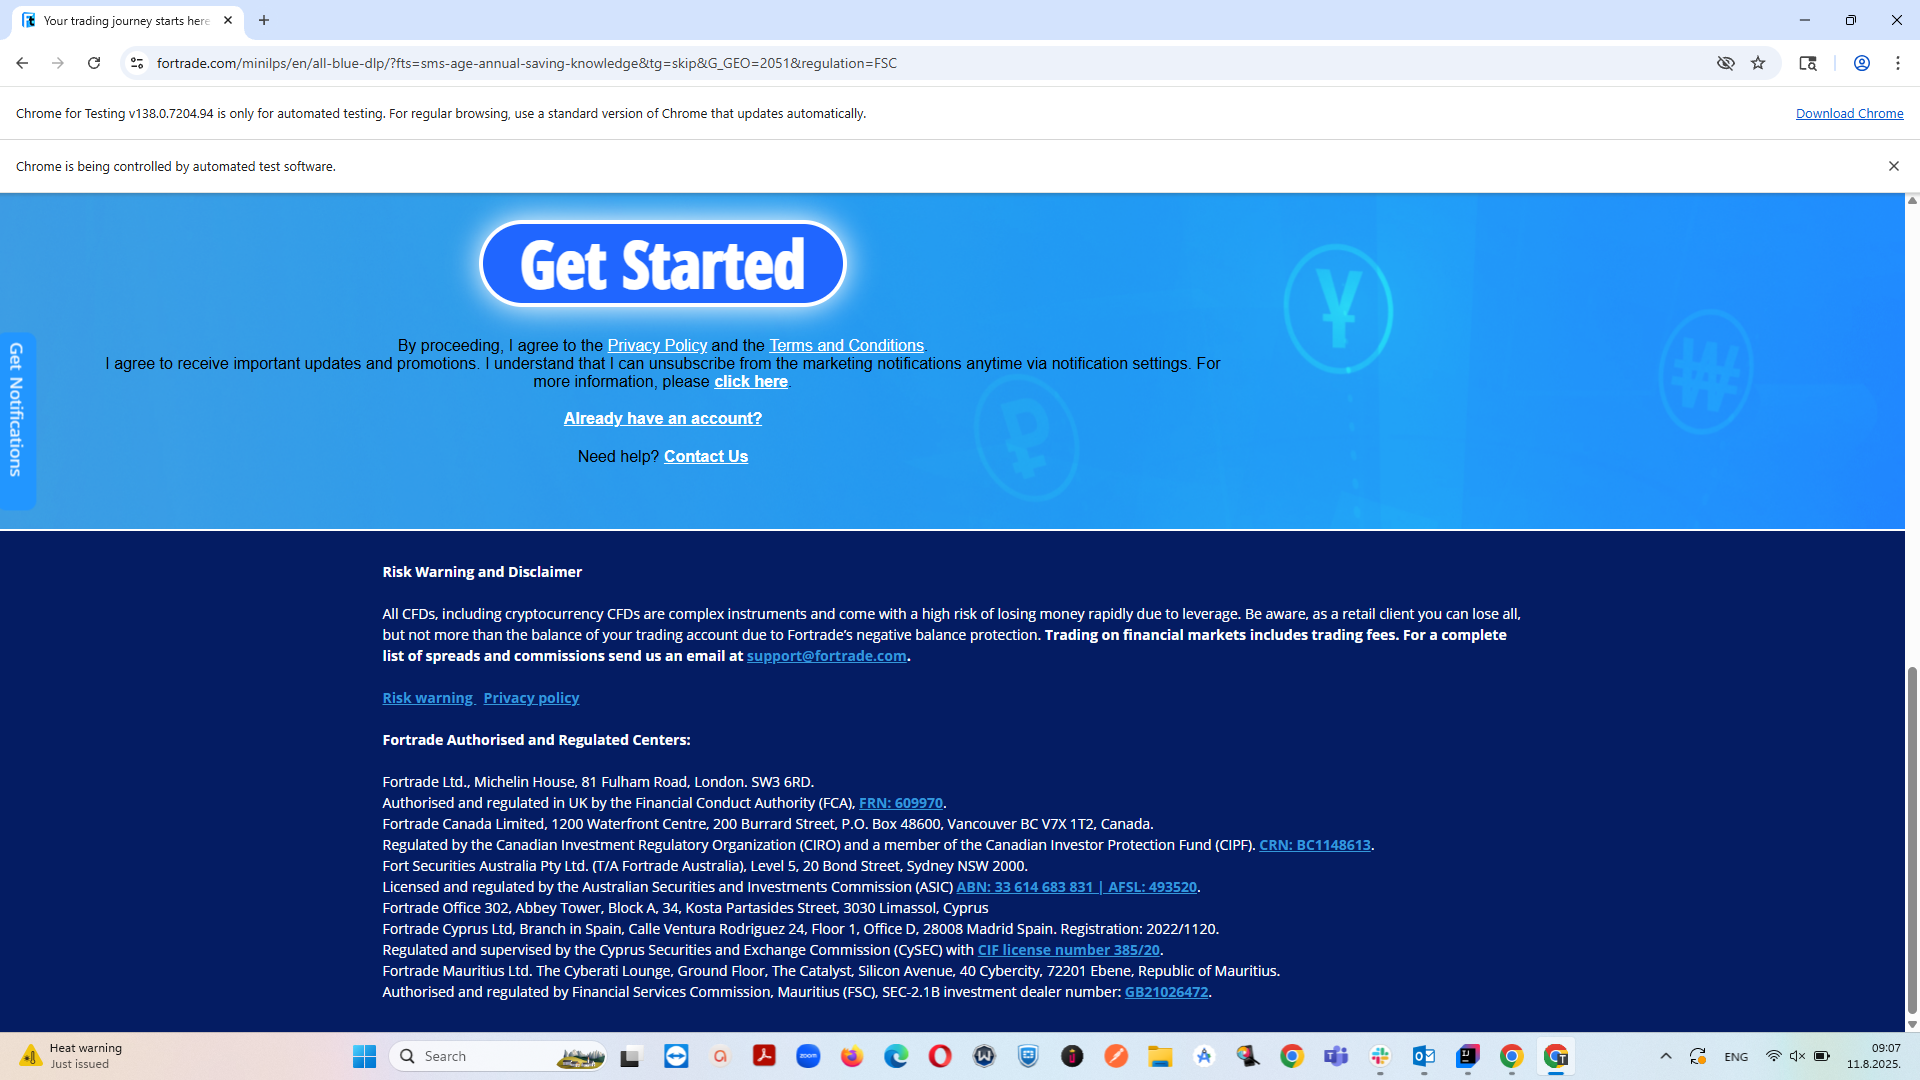 Your trading journey starts here
fortrade.com/minilps/en/all-blue-dlp/?fts=sms-age-annual-saving-knowledge&tg=skip&G_GEO=2051&regulation=FSC
Chrome for Testing v138.0.7204.94 is only for automated testing. For regular browsing, use a standard version of Chrome that updates automatically.
Download Chrome
Chrome is being controlled by automated test software.
Get Started
By proceeding, I agree to the Privacy Policy and the Terms and Conditions.
I agree to receive important updates and promotions. I understand that I can unsubscribe from the marketing notifications anytime via notification settings. For
more information, please click here.
Already have an account?
Need help? Contact Us
Get Notifications
Risk Warning and Disclaimer
All CFDs, including cryptocurrency CFDs are complex instruments and come with a high risk of losing money rapidly due to leverage. Be aware, as a retail client you can lose all,
but not more than the balance of your trading account due to Fortrade’s negative balance protection. Trading on financial markets includes trading fees. For a complete
list of spreads and commissions send us an email at support@fortrade.com.
Risk warning Privacy policy
Fortrade Authorised and Regulated Centers:
Fortrade Ltd., Michelin House, 81 Fulham Road, London. SW3 6RD.
Authorised and regulated in UK by the Financial Conduct Authority (FCA), FRN: 609970.
Fortrade Canada Limited, 1200 Waterfront Centre, 200 Burrard Street, P.O. Box 48600, Vancouver BC V7X 1T2, Canada.
Regulated by the Canadian Investment Regulatory Organization (CIRO) and a member of the Canadian Investor Protection Fund (CIPF). CRN: BC1148613.
Fort Securities Australia Pty Ltd. (T/A Fortrade Australia), Level 5, 20 Bond Street, Sydney NSW 2000.
Licensed and regulated by the Australian Securities and Investments Commission (ASIC) ABN: 33 614 683 831 | AFSL: 493520.
Fortrade Office 302, Abbey Tower, Block A, 34, Kosta Partasides Street, 3030 Limassol, Cyprus
Fortrade Cyprus Ltd, Branch in Spain, Calle Ventura Rodriguez 24, Floor 1, Office D, 28008 Madrid Spain. Registration: 2022/1120.
Regulated and supervised by the Cyprus Securities and Exchange Commission (CySEC) with CIF license number 385/20.
Fortrade Mauritius Ltd. The Cyberati Lounge, Ground Floor, The Catalyst, Silicon Avenue, 40 Cybercity, 72201 Ebene, Republic of Mauritius.
Authorised and regulated by Financial Services Commission, Mauritius (FSC), SEC-2.1B investment dealer number: GB21026472.
Heat warning
Just issued
Search
zoom
ENG
09:07
11.8.2025.